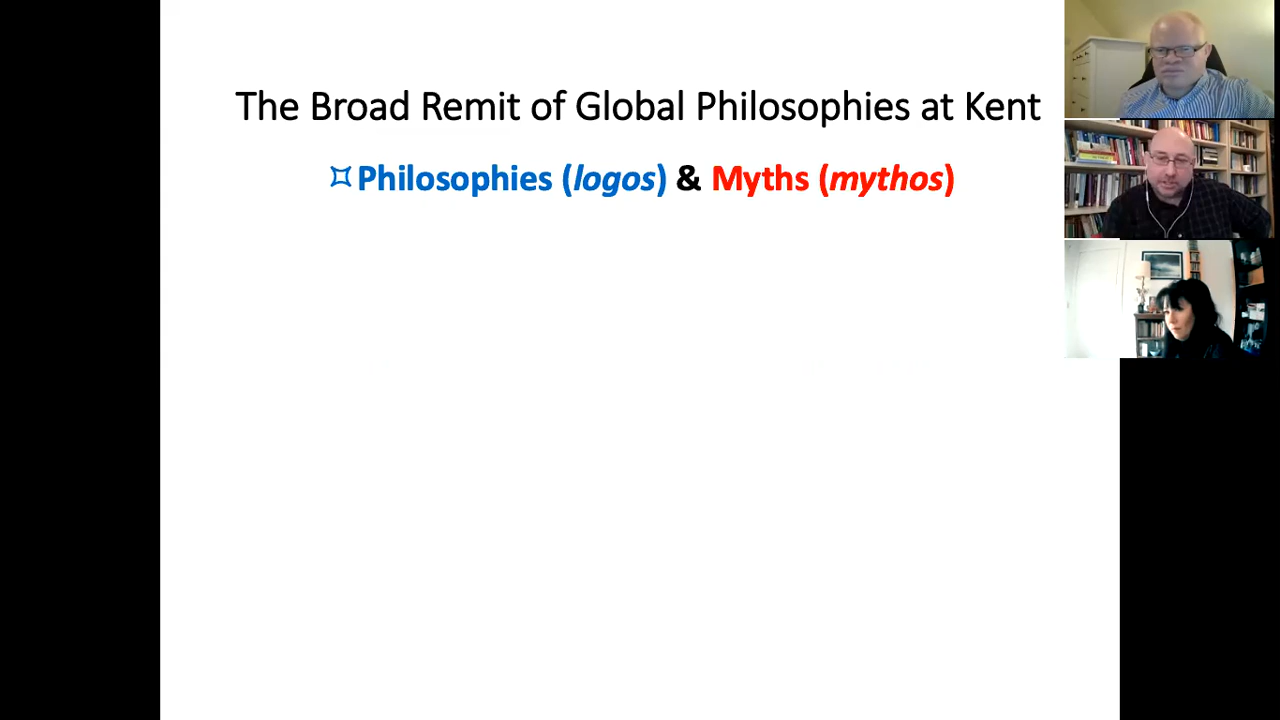 The Broad Remit of Global Philosophies at Kent
Philosophies (logos) & Myths (mythos)